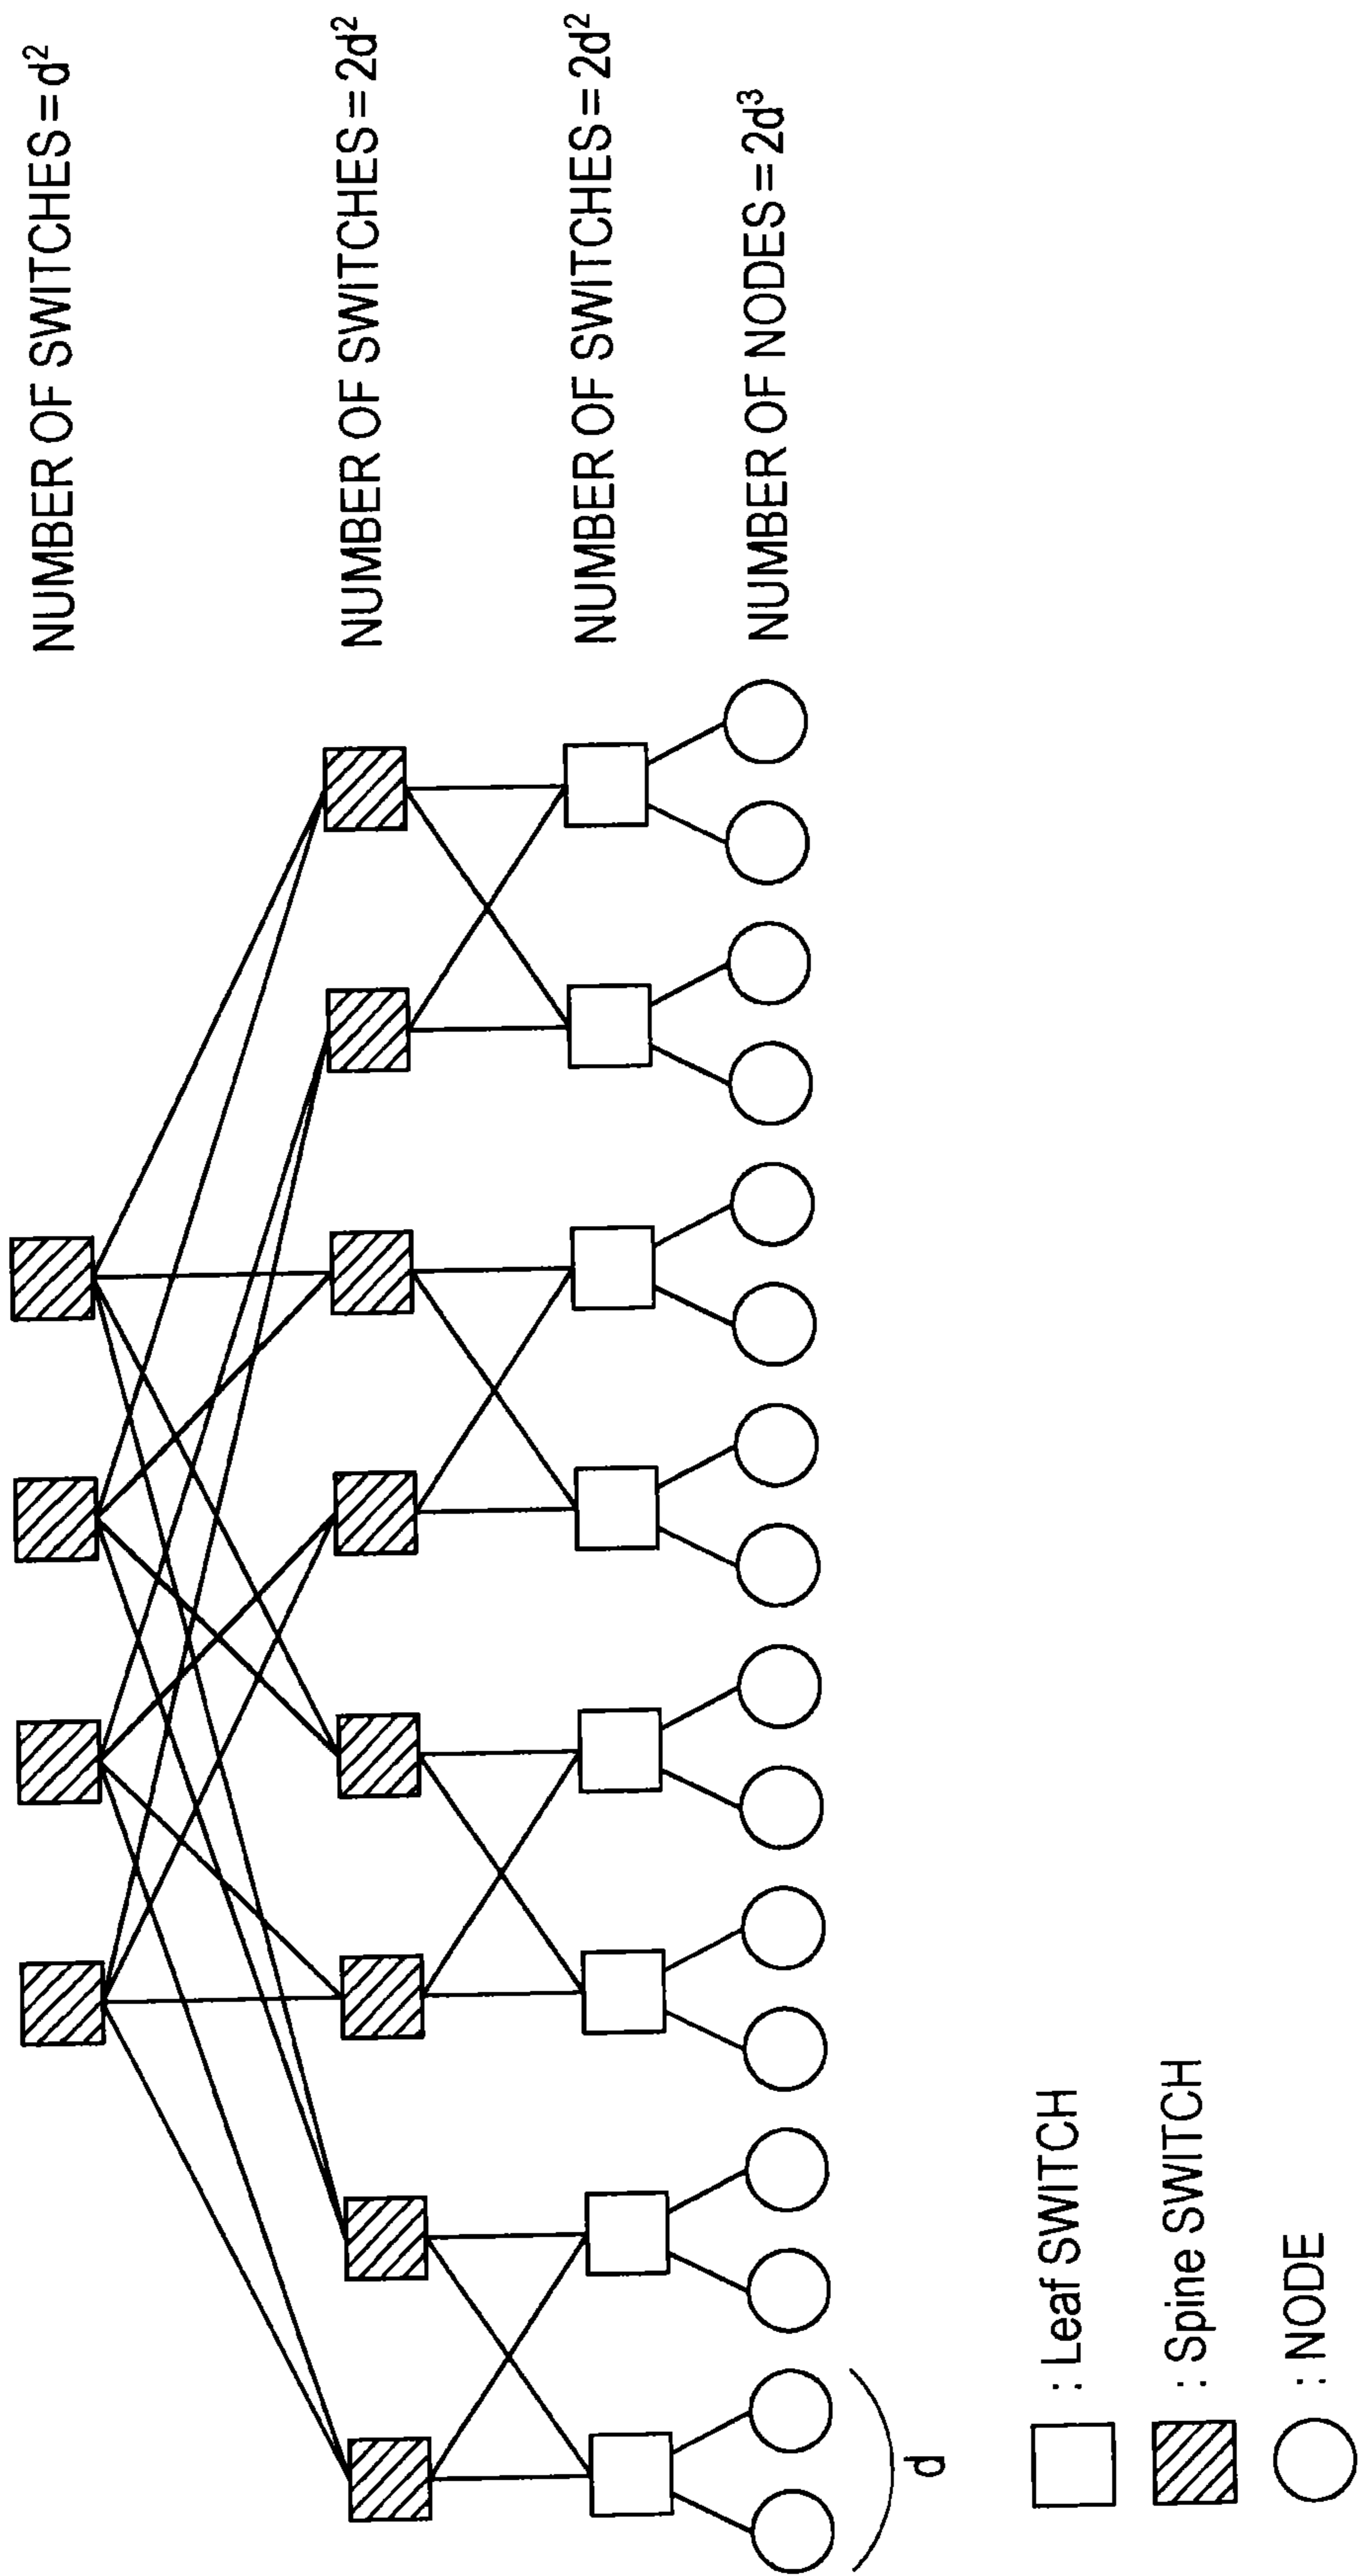 NUMBER OF SWITCHES=d²
NUMBER OF SWITCHES=2d²
NUMBER OF SWITCHES=2d²
NUMBER OF NODES=2d³
d
: Leaf SWITCH
: Spine SWITCH
: NODE